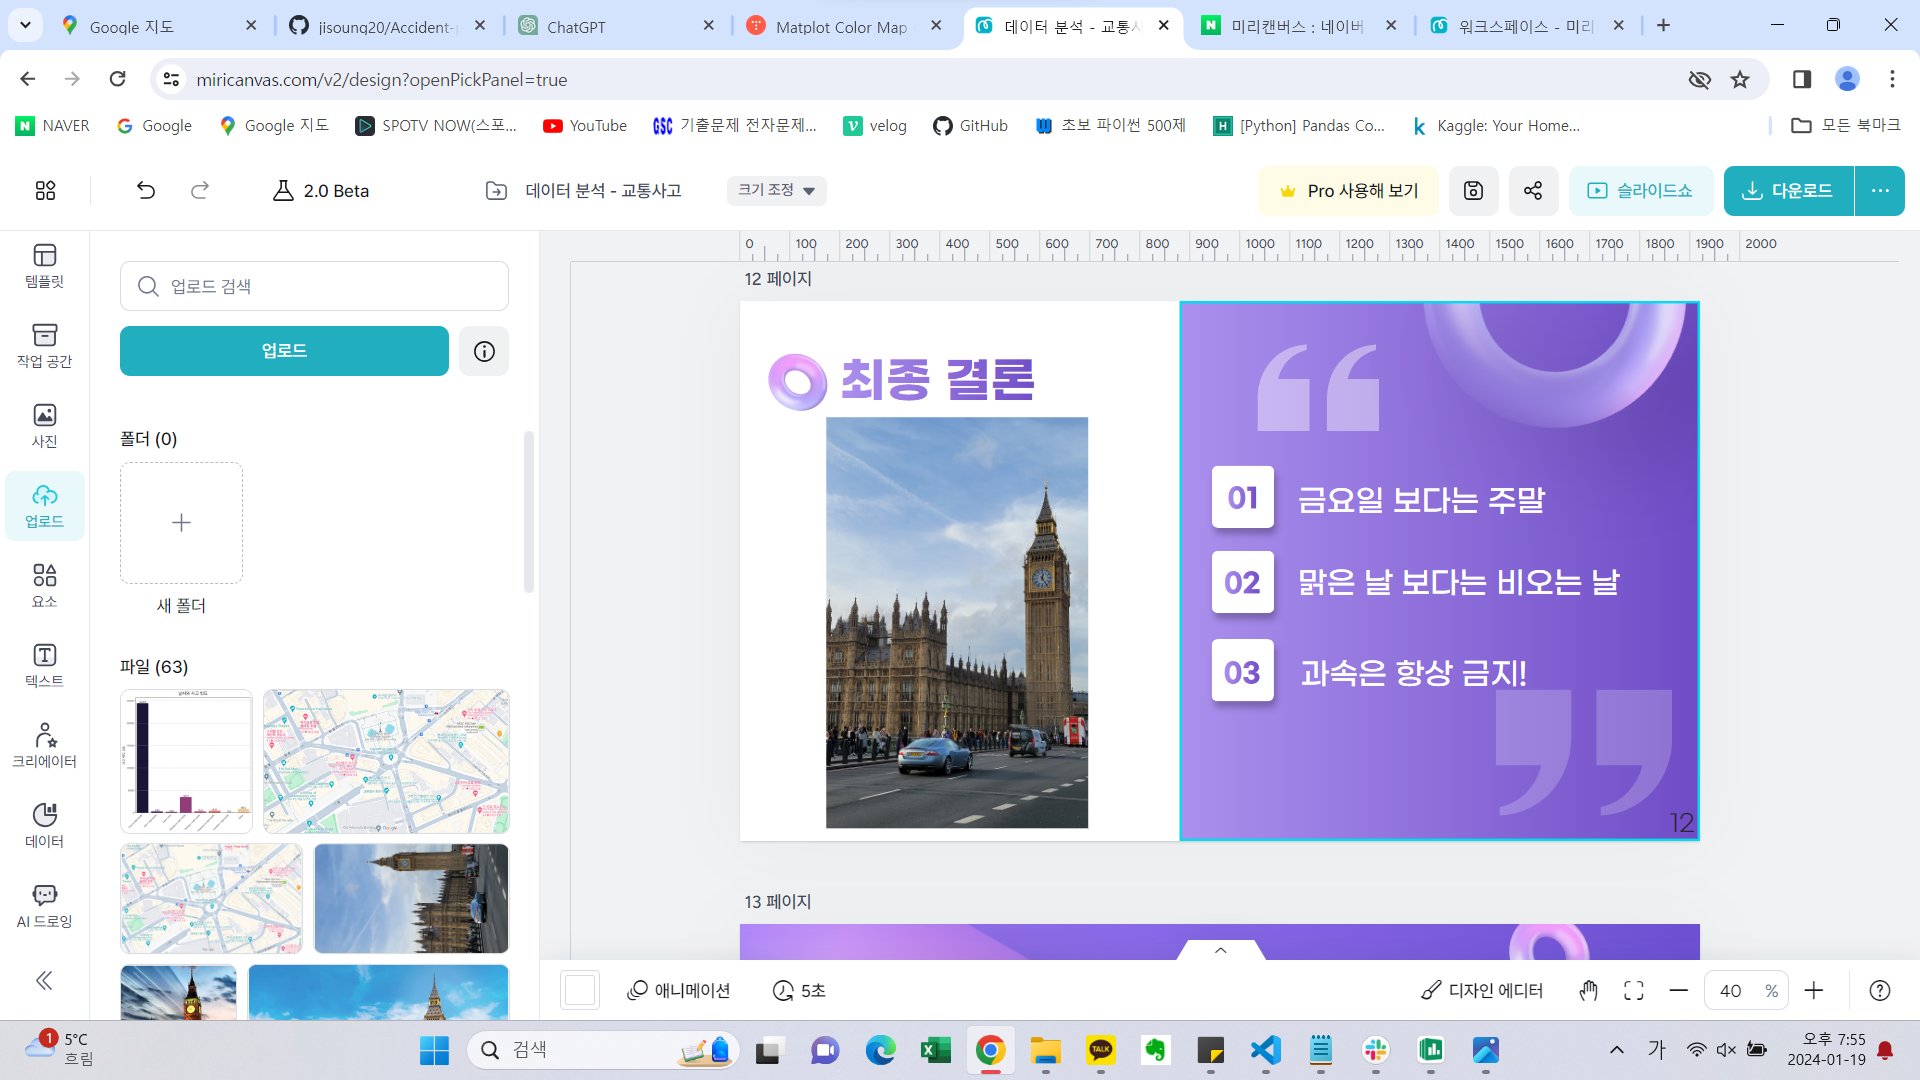 Google 지도
jisoung20/Accident-
ChatGPT
Matplot Color Map
데이터 분석 - 교통사
미리캔버스 : 네이버
워크스페이스 - 미리
miricanvas.com/v2/design?openPickPanel=true
NAVER
Google
Google 지도
SPOTV NOW(스포...
YouTube
GSC 기출문제 전자문제...
velog
GitHub
초보 파이썬 500제
[Python] Pandas Co...
Kaggle: Your Home...
모든 북마크
2.0 Beta
데이터 분석 - 교통사고
크기 조정
Pro 사용해 보기
슬라이드쇼
다운로드
템플릿
작업 공간
사진
업로드
요소
텍스트
크리에이터
데이터
AI 드로잉
업로드 검색
업로드
폴더 (0)
새 폴더
파일 (63)
0 100 200 300 400 500 600 700 800 900 1000 1100 1200 1300 1400 1500 1600 1700 1800 1900 2000
12 페이지
최종 결론
“
01 금요일 보다는 주말
02 맑은 날 보다는 비오는 날
03 과속은 항상 금지!
”
12
13 페이지
애니메이션
5초
디자인 에디터
40 %
1
5°C
흐림
검색
TALK
가
오후 7:55
2024-01-19